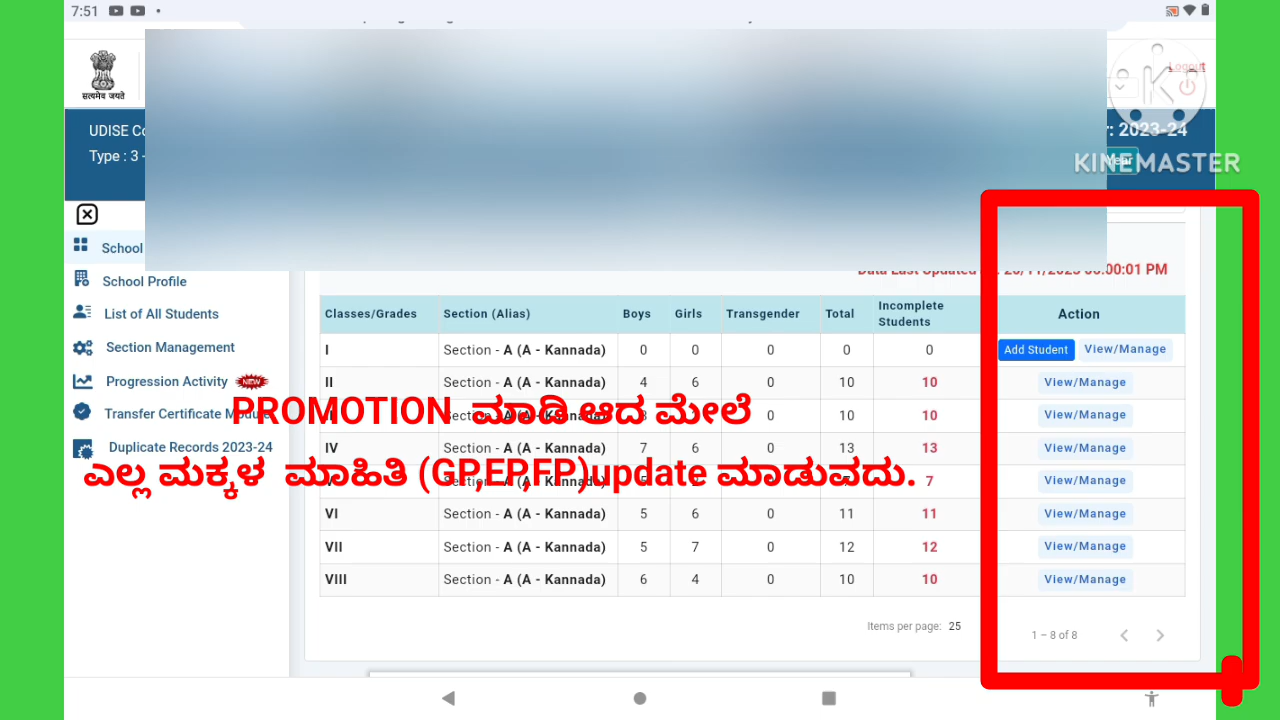 7:51
सत्यमेव जयते
Logout
UDISE
Type : 3 -
: 2023-24
Year
KINEMASTER
School
School Profile
List of All Students
Section Management
Progression Activity NEW
Transfer Certificate
Duplicate Records 2023-24
Data Last Updated 06:00:01 PM
Classes/Grades Section (Alias) Boys Girls Transgender Total Incomplete Students Action
I Section - A (A - Kannada) 0 0 0 0 0 Add Student View/Manage
II Section - A (A - Kannada) 4 6 0 10 10 View/Manage
PROMOTION ಮಾಡಿ ಆದ ಮೇಲೆ
0 10 10 View/Manage
IV Section - A (A - Kannada) 7 6 0 13 13 View/Manage
ಎಲ್ಲ ಮಕ್ಕಳ ಮಾಹಿತಿ (GP,EP,FP)update ಮಾಡುವದು.
7 View/Manage
VI Section - A (A - Kannada) 5 6 0 11 11 View/Manage
VII Section - A (A - Kannada) 5 7 0 12 12 View/Manage
VIII Section - A (A - Kannada) 6 4 0 10 10 View/Manage
Items per page: 25 1 – 8 of 8